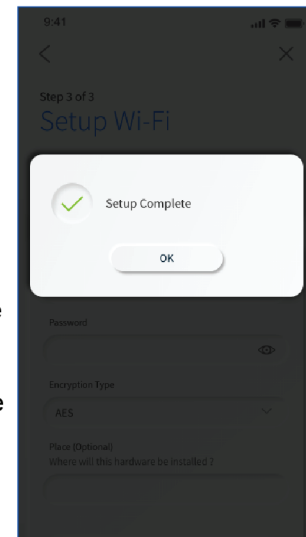 9:41
Step 3 of 3
Setup Wi-Fi
Setup Complete
OK
Password
Encryption Type
AES
Place (Optional)
Where will this hardware be installed ?
e
e